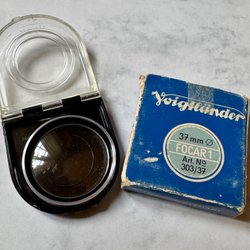 Voigtländer
37 mm Ø
FOCAR 1
Art. No
303/37